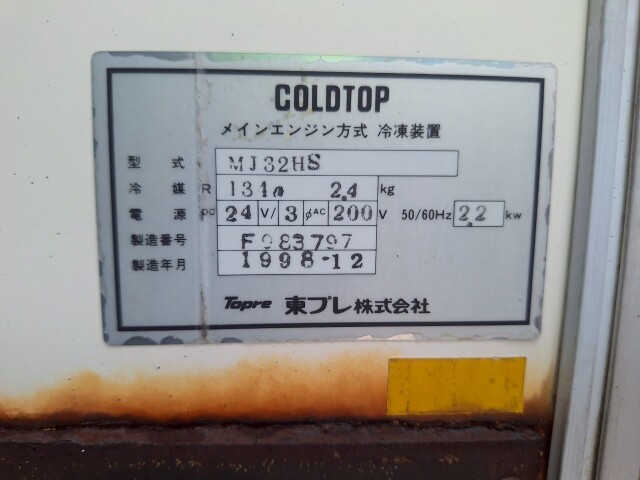 COLDTOP
メインエンジン方式 冷凍装置
型式 MJ32HS
冷媒 R 134a 2.4 kg
電源 DC 24 V/ 3 φAC 200 V 50/60Hz 2.2 kw
製造番号 F983797
製造年月 1998-12
Topre 東プレ株式会社